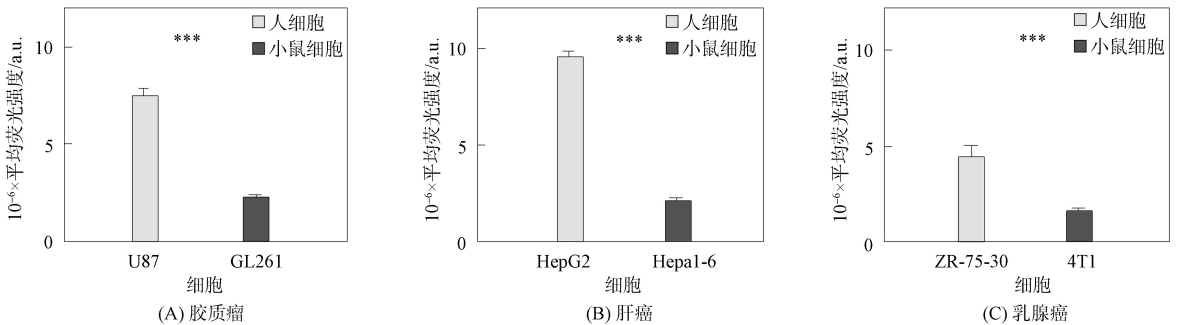 人细胞
小鼠细胞
***
10
5
0
10⁻⁶×平均荧光强度/a.u.
U87 GL261
细胞
(A) 胶质瘤
人细胞
小鼠细胞
***
10
5
0
10⁻⁶×平均荧光强度/a.u.
HepG2 Hepa1-6
细胞
(B) 肝癌
人细胞
小鼠细胞
***
10
5
0
10⁻⁶×平均荧光强度/a.u.
ZR-75-30 4T1
细胞
(C) 乳腺癌